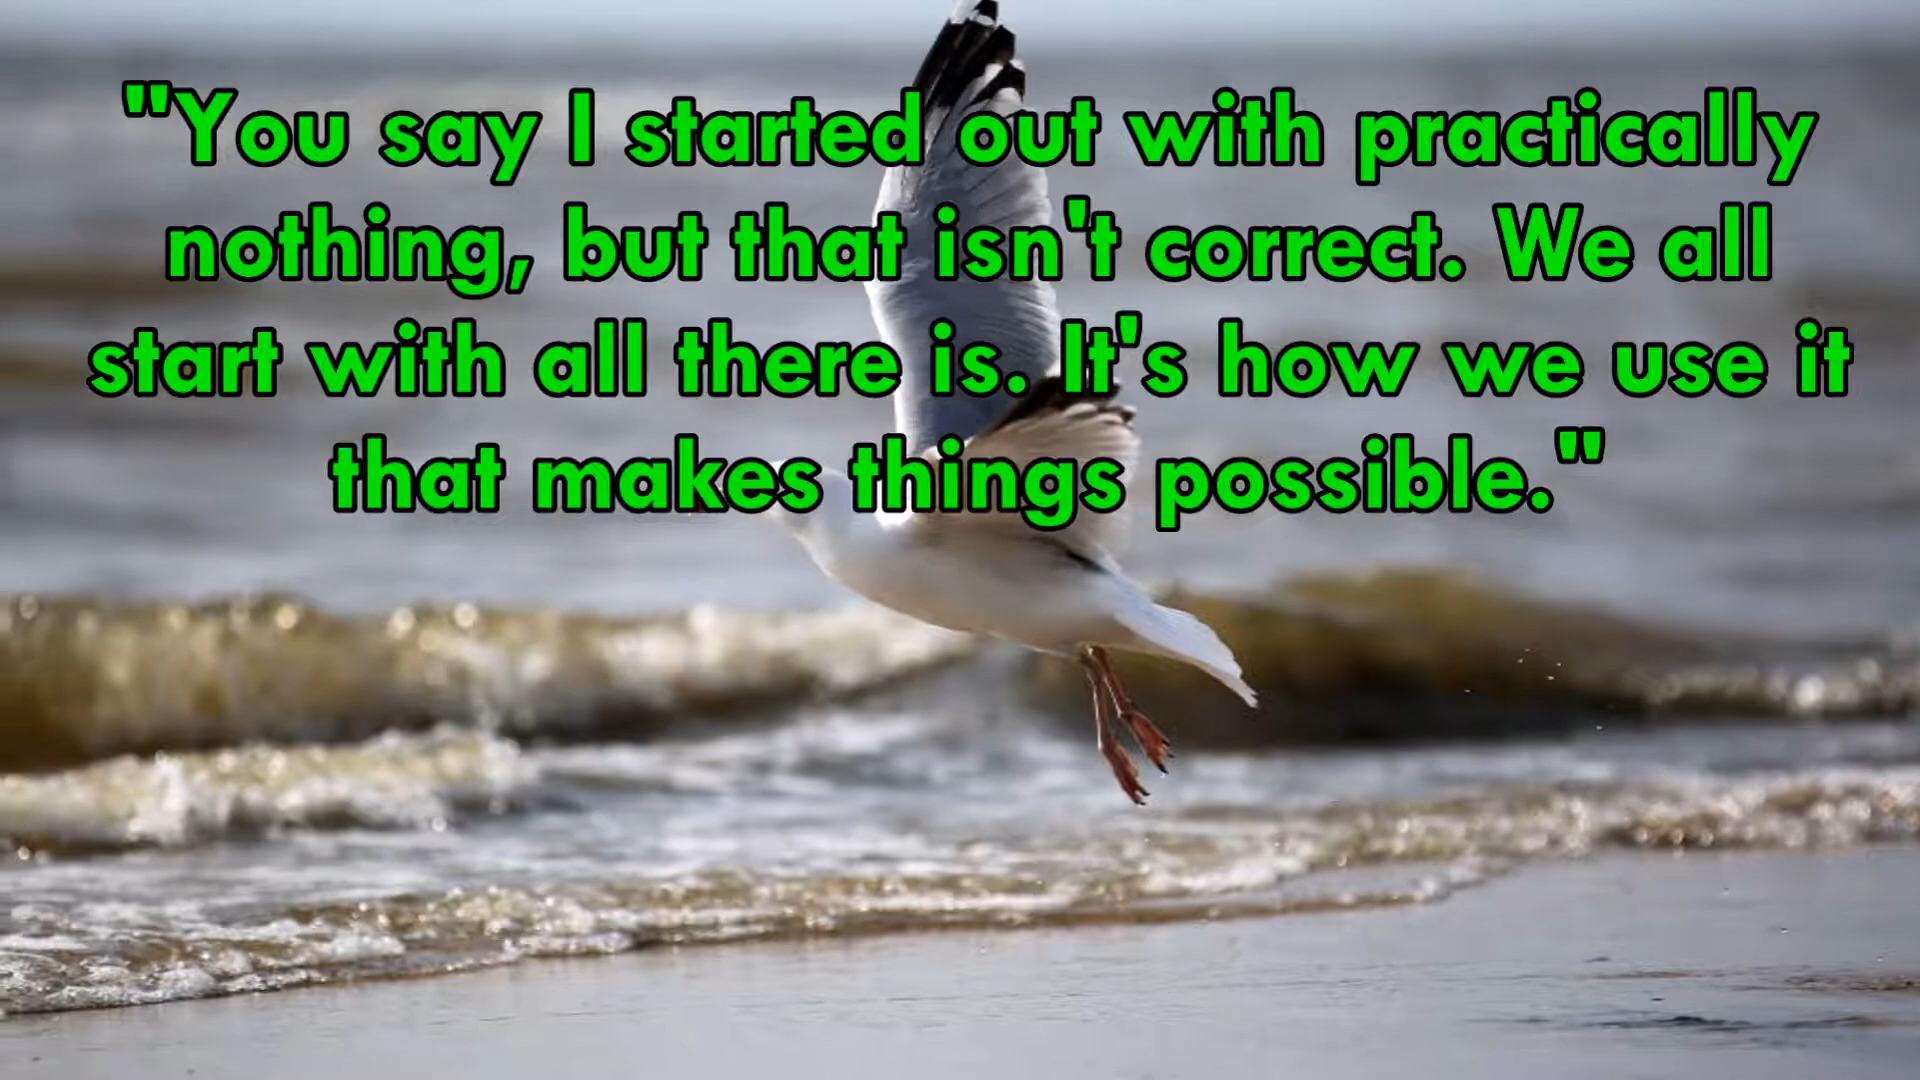 "You say I started out with practically
nothing, but that isn't correct. We all
start with all there is. It's how we use it
that makes things possible."